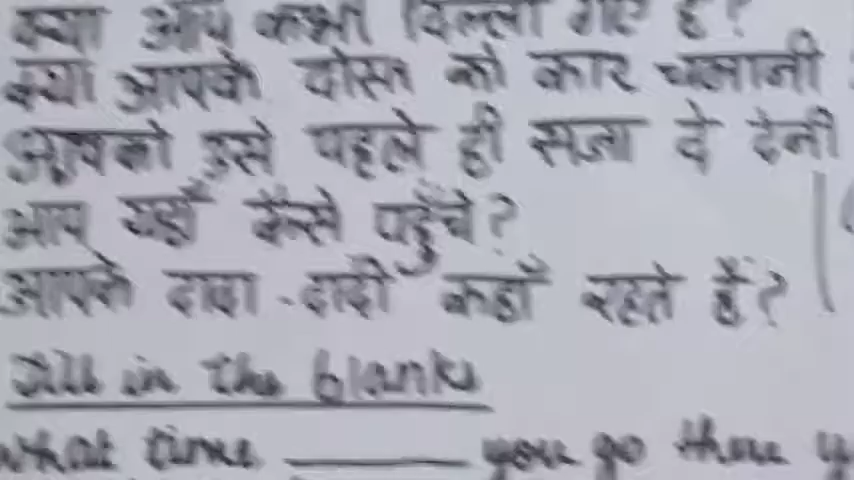 क्या आप कभी दिल्ली गए है?
क्या आपके दोस्त को कार चलानी
आपको उसे पहले ही सजा दे देनी
आप यहाँ कैसे पहुँचे?
आपके दादा-दादी कहाँ रहते हैं?
Fill in the blanks
What time ______ you go there